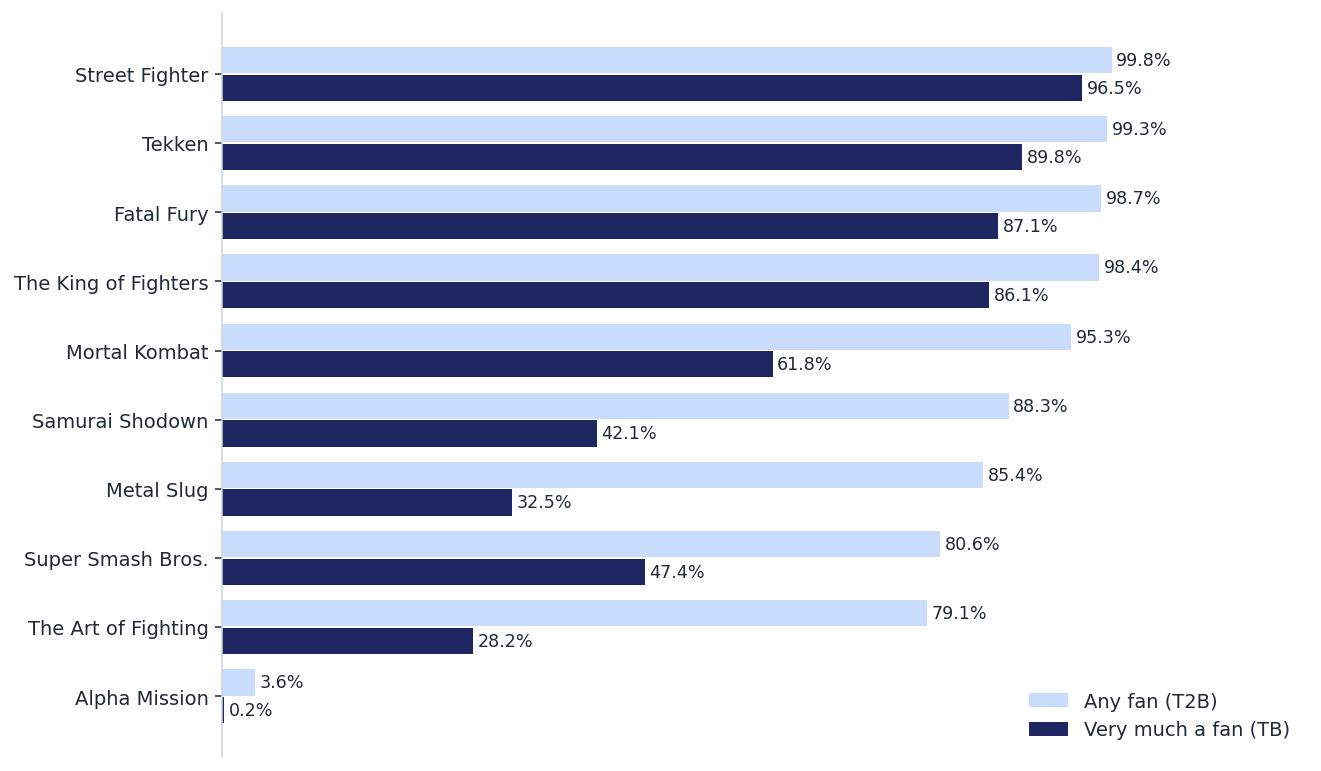 Street Fighter
99.8%
96.5%
Tekken
99.3%
89.8%
Fatal Fury
98.7%
87.1%
The King of Fighters
98.4%
86.1%
Mortal Kombat
95.3%
61.8%
Samurai Shodown
88.3%
42.1%
Metal Slug
85.4%
32.5%
Super Smash Bros.
80.6%
47.4%
The Art of Fighting
79.1%
28.2%
Alpha Mission
3.6%
0.2%
Any fan (T2B)
Very much a fan (TB)